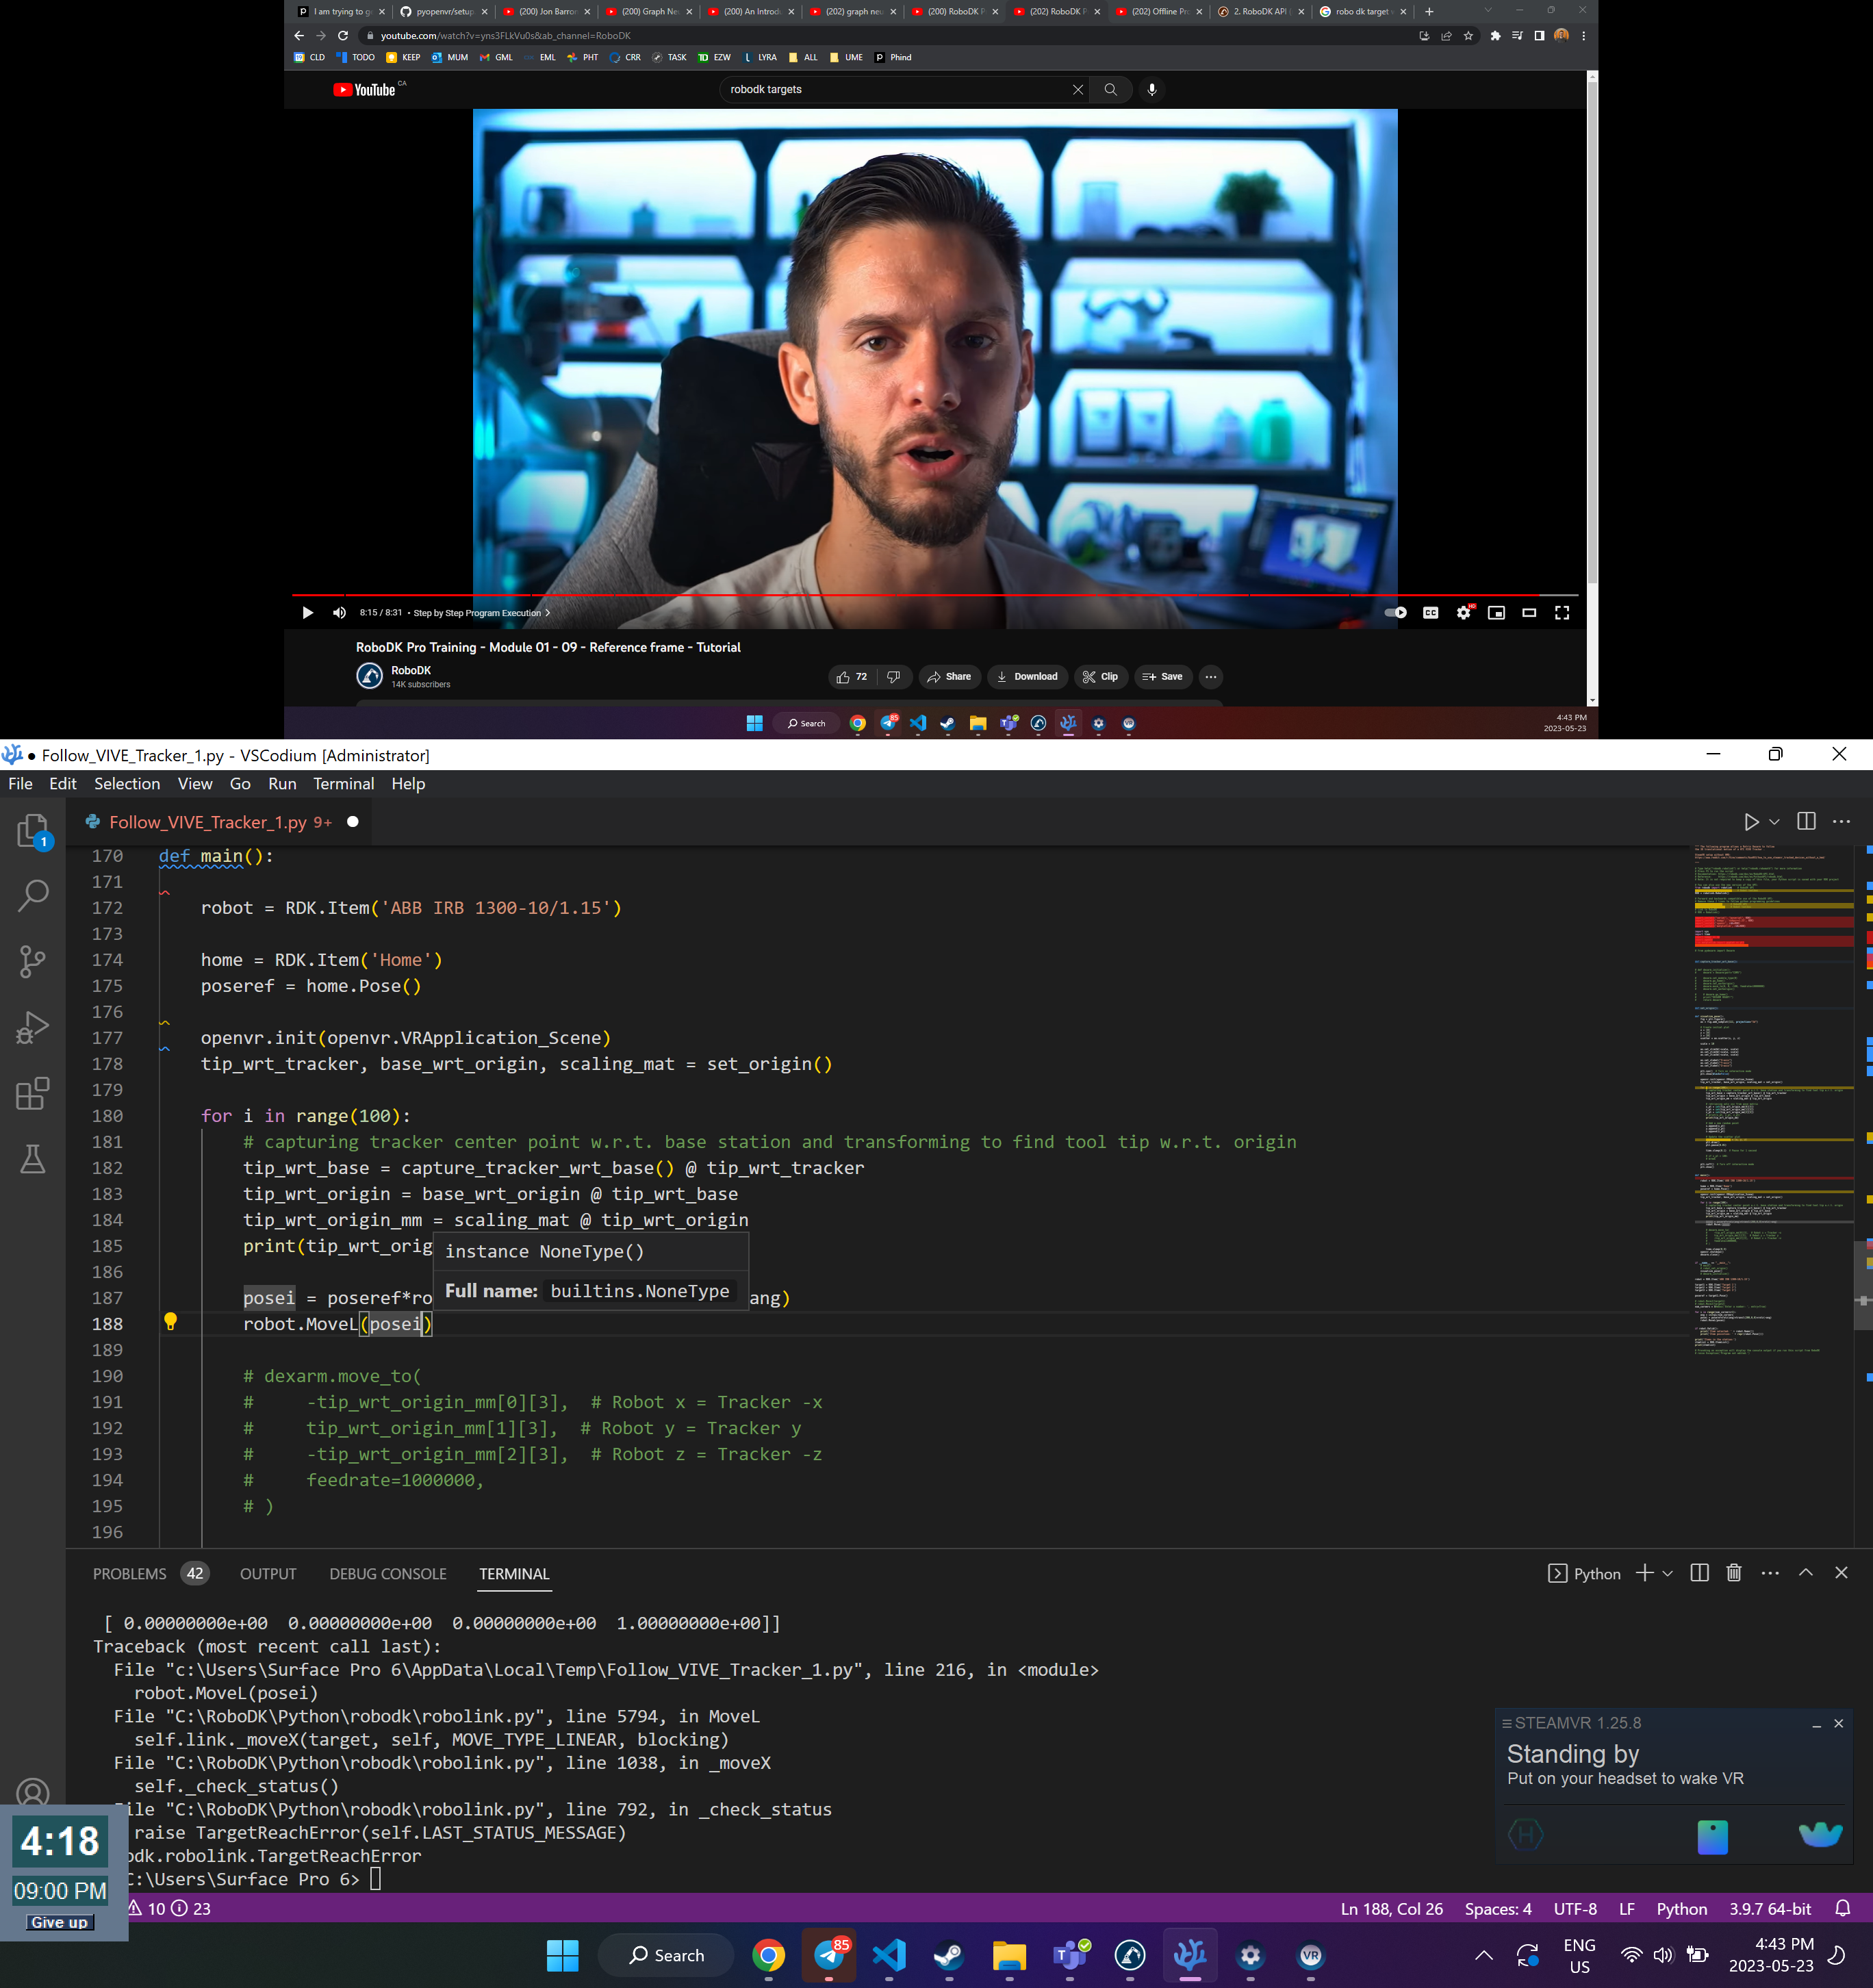 I am trying to g
pyopenvr/setup
(200) Jon Barron
(200) Graph Neu
(200) An Introdu
(202) graph neu
(200) RoboDK P
(202) RoboDK P
(202) Offline Pro
2. RoboDK API (
robo dk target v
youtube.com/watch?v=yns3FLkVu0s&ab_channel=RoboDK
CLD TODO KEEP MUM GML EML PHT CRR TASK EZW LYRA ALL UME Phind
YouTube CA
robodk targets
8:15 / 8:31 • Step by Step Program Execution
CC
HD
RoboDK Pro Training - Module 01 - 09 - Reference frame - Tutorial
RoboDK
14K subscribers
72 Share Download Clip Save
Search
85
4:43 PM
2023-05-23
● Follow_VIVE_Tracker_1.py - VSCodium [Administrator]
File Edit Selection View Go Run Terminal Help
1
Follow_VIVE_Tracker_1.py 9+
170 def main():
171
172 robot = RDK.Item('ABB IRB 1300-10/1.15')
173
174 home = RDK.Item('Home')
175 poseref = home.Pose()
176
177 openvr.init(openvr.VRApplication_Scene)
178 tip_wrt_tracker, base_wrt_origin, scaling_mat = set_origin()
179
180 for i in range(100):
181 # capturing tracker center point w.r.t. base station and transforming to find tool tip w.r.t. origin
182 tip_wrt_base = capture_tracker_wrt_base() @ tip_wrt_tracker
183 tip_wrt_origin = base_wrt_origin @ tip_wrt_base
184 tip_wrt_origin_mm = scaling_mat @ tip_wrt_origin
185 print(tip_wrt_orig
instance NoneType()
186
Full name: builtins.NoneType
187 posei = poseref*ro ang)
188 robot.MoveL(posei)
189
190 # dexarm.move_to(
191 # -tip_wrt_origin_mm[0][3], # Robot x = Tracker -x
192 # tip_wrt_origin_mm[1][3], # Robot y = Tracker y
193 # -tip_wrt_origin_mm[2][3], # Robot z = Tracker -z
194 # feedrate=1000000,
195 # )
196
PROBLEMS 42 OUTPUT DEBUG CONSOLE TERMINAL
Python
[ 0.00000000e+00 0.00000000e+00 0.00000000e+00 1.00000000e+00]]
Traceback (most recent call last):
File "c:\Users\Surface Pro 6\AppData\Local\Temp\Follow_VIVE_Tracker_1.py", line 216, in <module>
robot.MoveL(posei)
File "C:\RoboDK\Python\robodk\robolink.py", line 5794, in MoveL
self.link._moveX(target, self, MOVE_TYPE_LINEAR, blocking)
File "C:\RoboDK\Python\robodk\robolink.py", line 1038, in _moveX
self._check_status()
ile "C:\RoboDK\Python\robodk\robolink.py", line 792, in _check_status
raise TargetReachError(self.LAST_STATUS_MESSAGE)
odk.robolink.TargetReachError
C:\Users\Surface Pro 6>
STEAMVR 1.25.8
Standing by
Put on your headset to wake VR
4:18
09:00 PM
Give up
10 23
Ln 188, Col 26 Spaces: 4 UTF-8 LF Python 3.9.7 64-bit
Search
85
VR
ENG
US
4:43 PM
2023-05-23